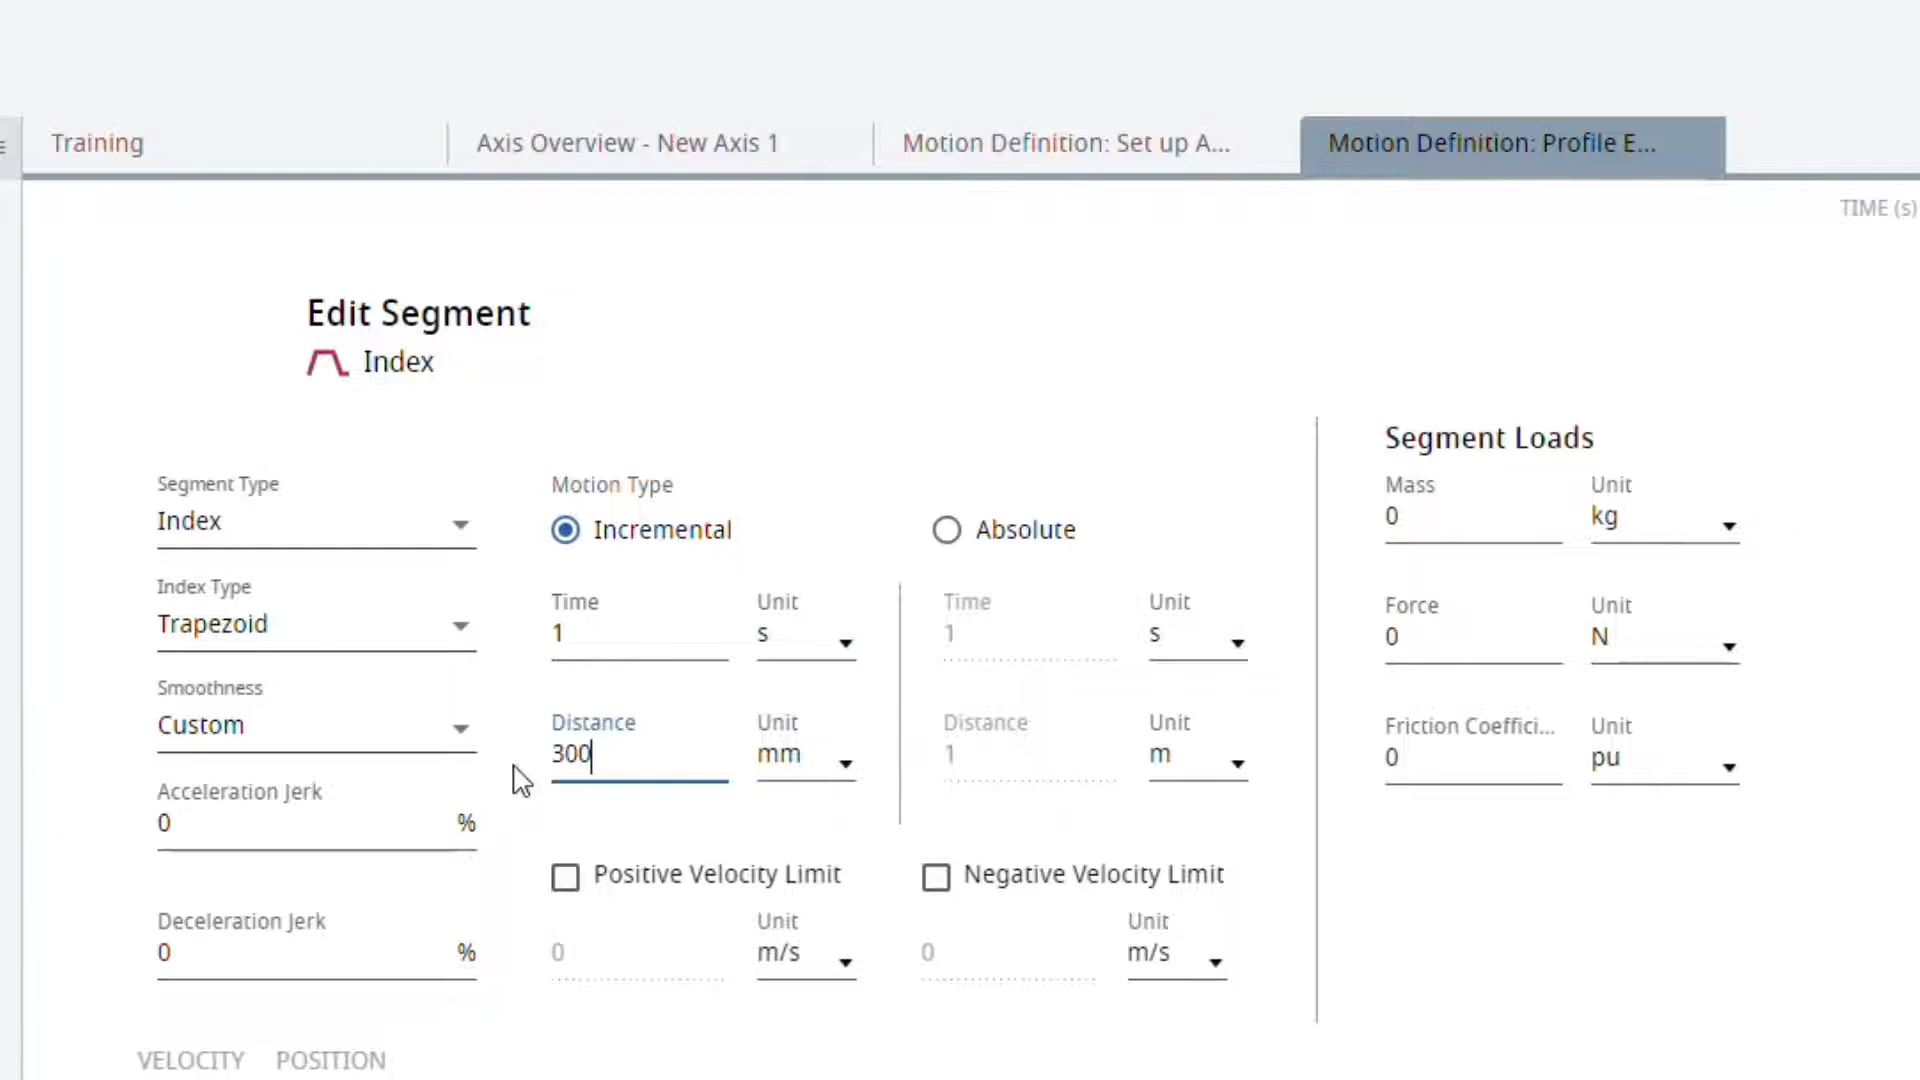 Training
Axis Overview - New Axis 1
Motion Definition: Set up A...
Motion Definition: Profile E...
TIME (s)
Edit Segment
Index
Segment Type
Index
Index Type
Trapezoid
Smoothness
Custom
Acceleration Jerk
0 %
Deceleration Jerk
0 %
Motion Type
Incremental
Absolute
Time Unit
1 s
Time Unit
1 s
Distance Unit
300 mm
Distance Unit
1 m
Positive Velocity Limit
Unit
0 m/s
Negative Velocity Limit
Unit
0 m/s
Segment Loads
Mass Unit
0 kg
Force Unit
0 N
Friction Coeffici... Unit
0 pu
VELOCITY POSITION